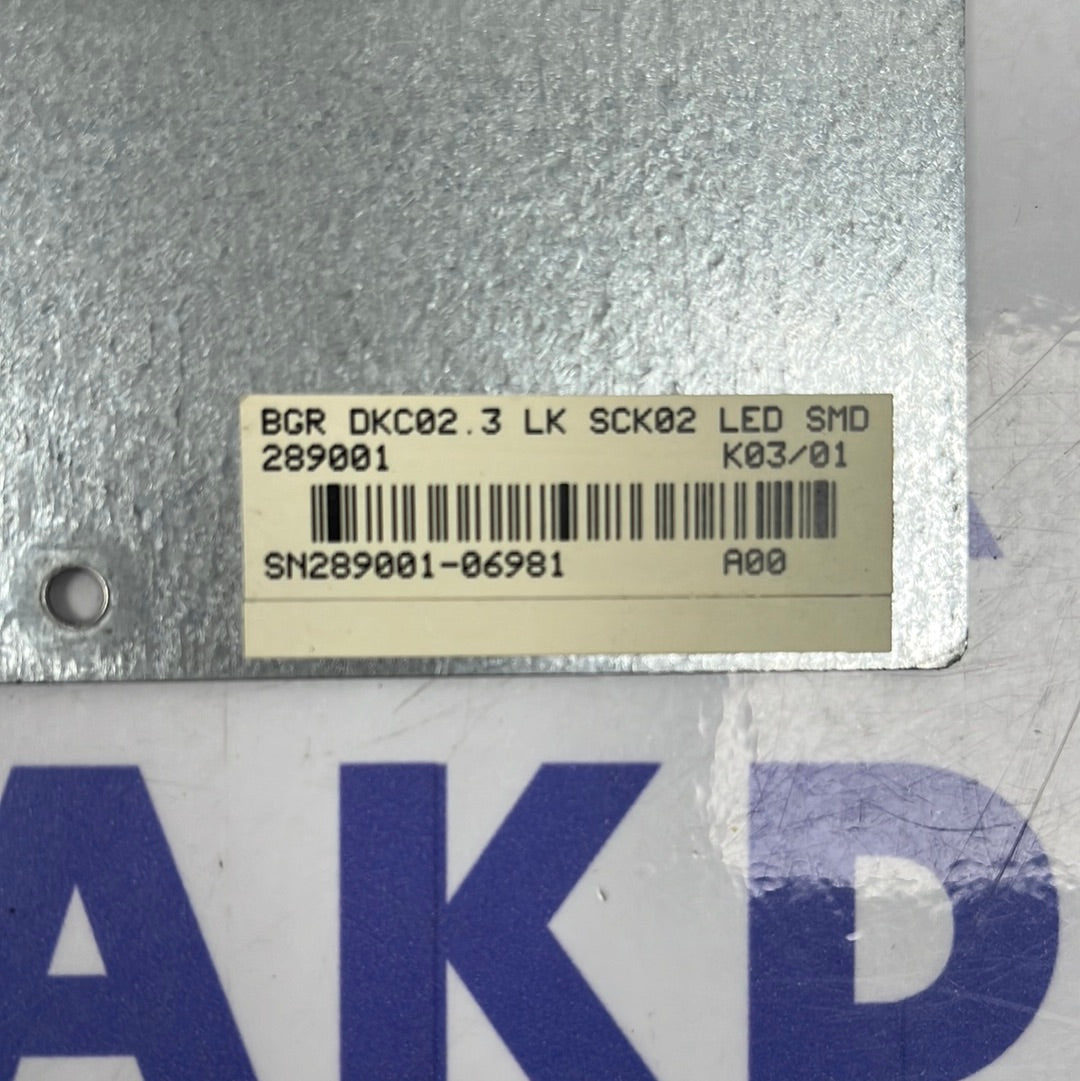 BGR DKC02.3 LK SCK02 LED SMD
289001 K03/01
SN289001-06981 A00
AKD